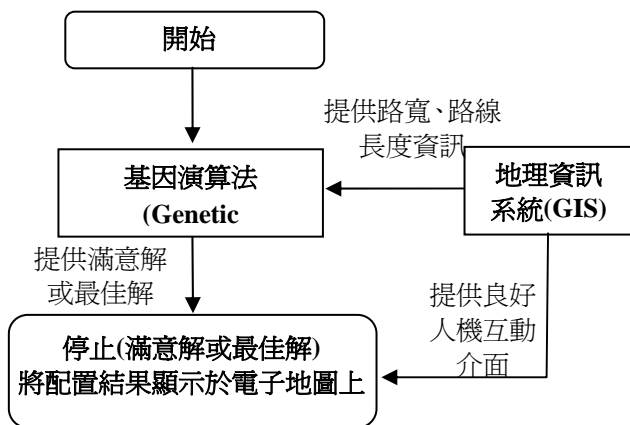 開始
提供路寬、路線
長度資訊
基因演算法
(Genetic
地理資訊
系統(GIS)
提供滿意解
或最佳解
提供良好
人機互動
介面
停止(滿意解或最佳解)
將配置結果顯示於電子地圖上